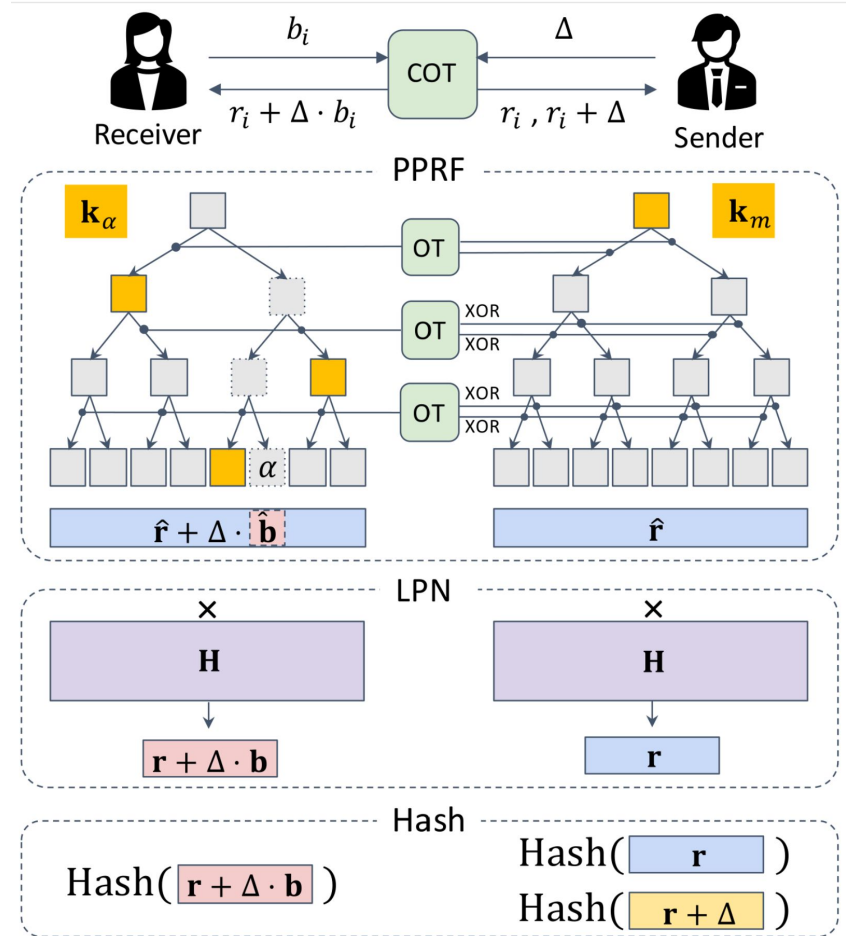 b_i
Δ
COT
r_i + Δ · b_i
r_i , r_i + Δ
Receiver
Sender
PPRF
k_α
k_m
OT
OT
XOR
XOR
OT
XOR
XOR
α
r̂ + Δ · b̂
r̂
LPN
×
×
H
H
r + Δ · b
r
Hash
Hash( r + Δ · b )
Hash( r )
Hash( r + Δ )